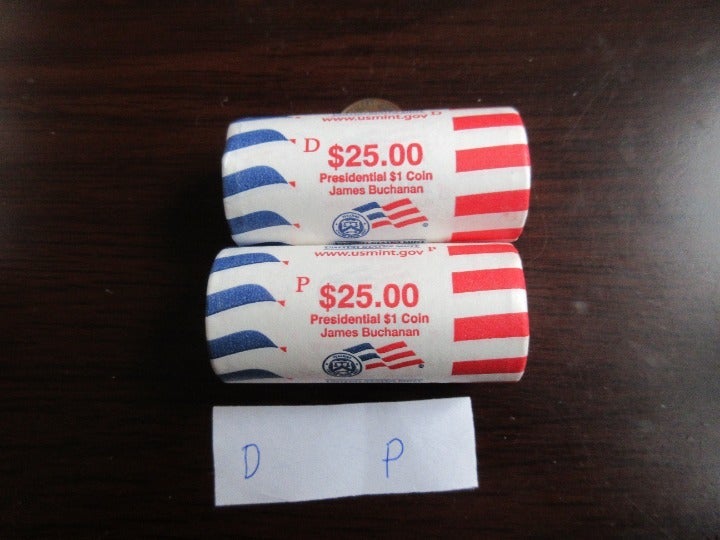 www.usmint.gov D
D $25.00
Presidential $1 Coin
James Buchanan
www.usmint.gov P
P $25.00
Presidential $1 Coin
James Buchanan
D P